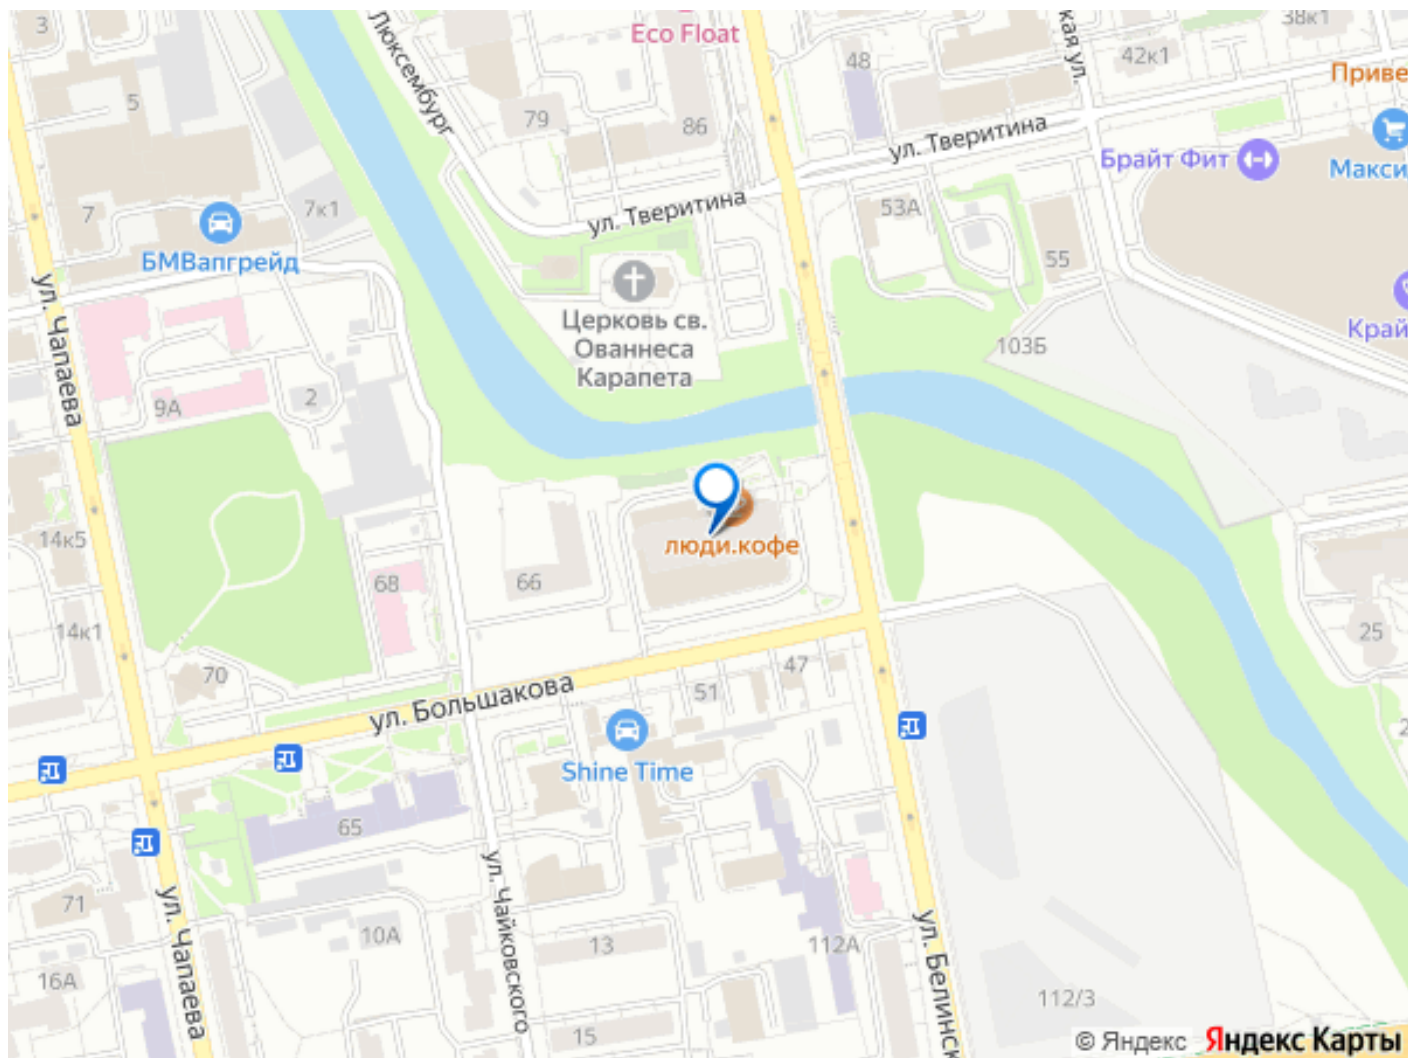 3
Люксембург
Eco Float
48
38к1
кая ул.
42к1
Приве
5
79
86
ул. Тверитина
Брайт Фит
Макси
7
7к1
ул. Тверитина
53А
БМВапгрейд
55
ул. Чапаева
Церковь св.
Ованнеса
Карапета
103Б
Край
9А
2
14к5
68
66
люди.кофе
14к1
25
70
47
51
ул. Большакова
Shine Time
2
65
ул. Чайковского
71
ул. Чапаева
10А
13
112А
ул. Белинск
16А
15
112/3
© Яндекс Яндекс Карты